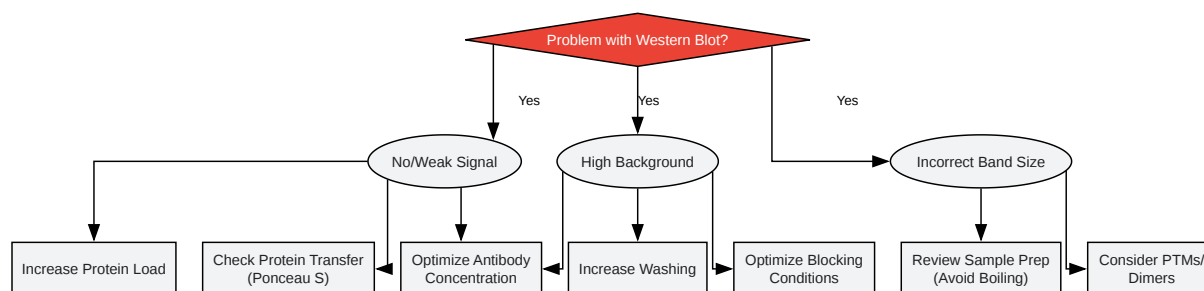 Problem with Western Blot?
Yes
Yes
Yes
No/Weak Signal
High Background
Incorrect Band Size
Increase Protein Load
Check Protein Transfer
(Ponceau S)
Optimize Antibody
Concentration
Increase Washing
Optimize Blocking
Conditions
Review Sample Prep
(Avoid Boiling)
Consider PTMs/
Dimers